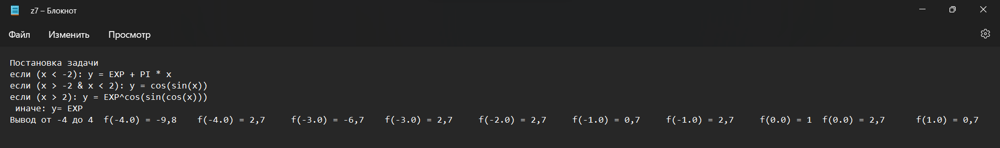 z7 – Блокнот
Файл Изменить Просмотр
Постановка задачи
если (x < -2): y = EXP + PI * x
если (x > -2 & x < 2): y = cos(sin(x))
если (x > 2): y = EXP^cos(sin(cos(x)))
иначе: y= EXP
Вывод от -4 до 4 f(-4.0) = -9,8 f(-4.0) = 2,7 f(-3.0) = -6,7 f(-3.0) = 2,7 f(-2.0) = 2,7 f(-1.0) = 0,7 f(-1.0) = 2,7 f(0.0) = 1 f(0.0) = 2,7 f(1.0) = 0,7